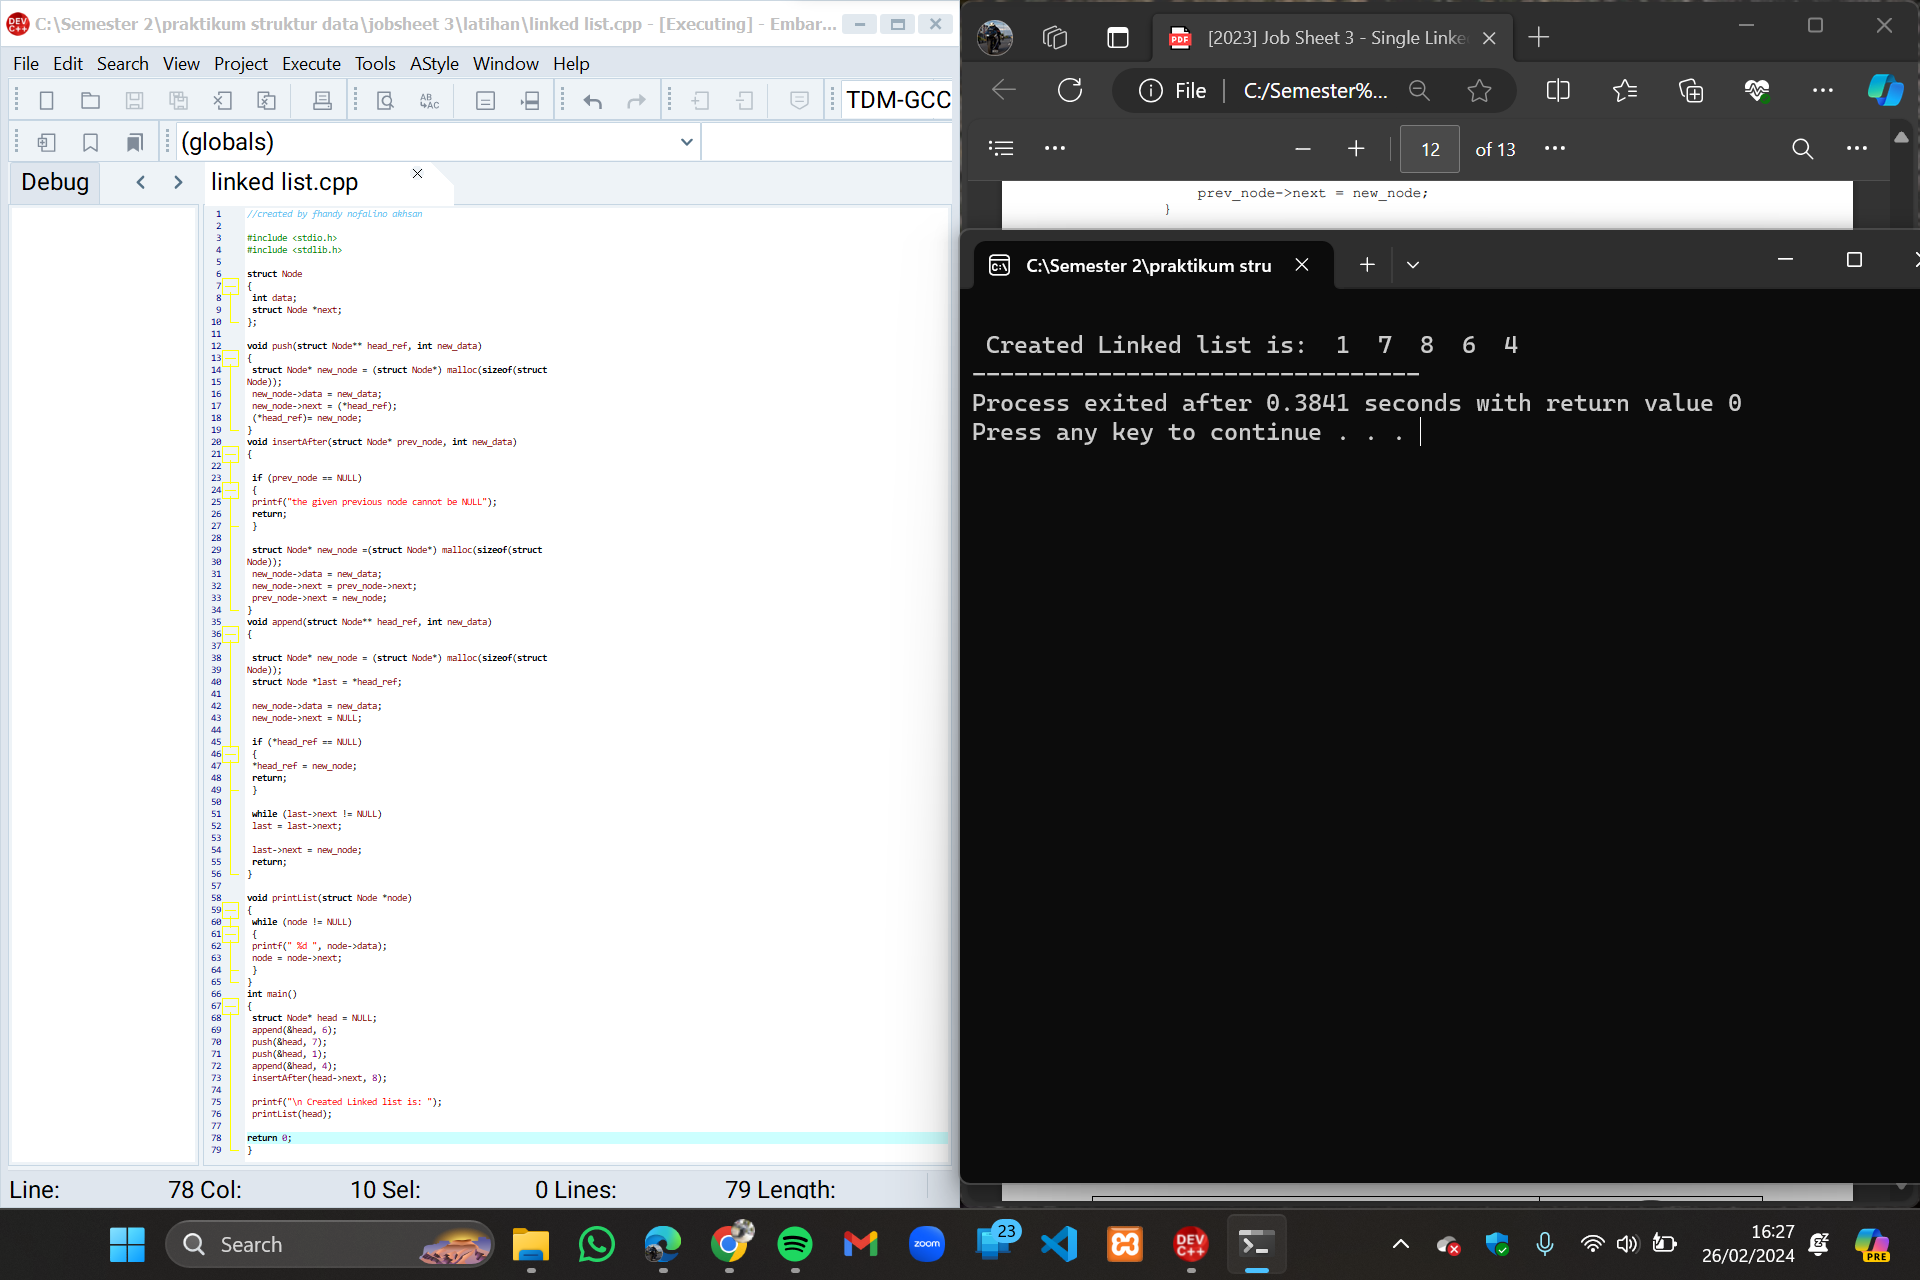 C:\Semester 2\praktikum struktur data\jobsheet 3\latihan\linked list.cpp - [Executing] - Embar...
File Edit Search View Project Execute Tools AStyle Window Help
TDM-GCC
(globals)
Debug
linked list.cpp
1 //created by fhandy nofalino akhsan
2
3 #include <stdio.h>
4 #include <stdlib.h>
5
6 struct Node
7 {
8 int data;
9 struct Node *next;
10 };
11
12 void push(struct Node** head_ref, int new_data)
13 {
14 struct Node* new_node = (struct Node*) malloc(sizeof(struct
15 Node));
16 new_node->data = new_data;
17 new_node->next = (*head_ref);
18 (*head_ref)= new_node;
19 }
20 void insertAfter(struct Node* prev_node, int new_data)
21 {
22
23 if (prev_node == NULL)
24 {
25 printf("the given previous node cannot be NULL");
26 return;
27 }
28
29 struct Node* new_node =(struct Node*) malloc(sizeof(struct
30 Node));
31 new_node->data = new_data;
32 new_node->next = prev_node->next;
33 prev_node->next = new_node;
34 }
35 void append(struct Node** head_ref, int new_data)
36 {
37
38 struct Node* new_node = (struct Node*) malloc(sizeof(struct
39 Node));
40 struct Node *last = *head_ref;
41
42 new_node->data = new_data;
43 new_node->next = NULL;
44
45 if (*head_ref == NULL)
46 {
47 *head_ref = new_node;
48 return;
49 }
50
51 while (last->next != NULL)
52 last = last->next;
53
54 last->next = new_node;
55 return;
56 }
57
58 void printList(struct Node *node)
59 {
60 while (node != NULL)
61 {
62 printf(" %d ", node->data);
63 node = node->next;
64 }
65 }
66 int main()
67 {
68 struct Node* head = NULL;
69 append(&head, 6);
70 push(&head, 7);
71 push(&head, 1);
72 append(&head, 4);
73 insertAfter(head->next, 8);
74
75 printf("\n Created Linked list is: ");
76 printList(head);
77
78 return 0;
79 }
Line: 78 Col: 10 Sel: 0 Lines: 79 Length:
[2023] Job Sheet 3 - Single Linke
File C:/Semester%...
12 of 13
prev_node->next = new_node;
}
C:\Semester 2\praktikum stru
Created Linked list is: 1 7 8 6 4
--------------------------------
Process exited after 0.3841 seconds with return value 0
Press any key to continue . . .
Search
zoom
23
DEV C++
16:27
26/02/2024
PRE